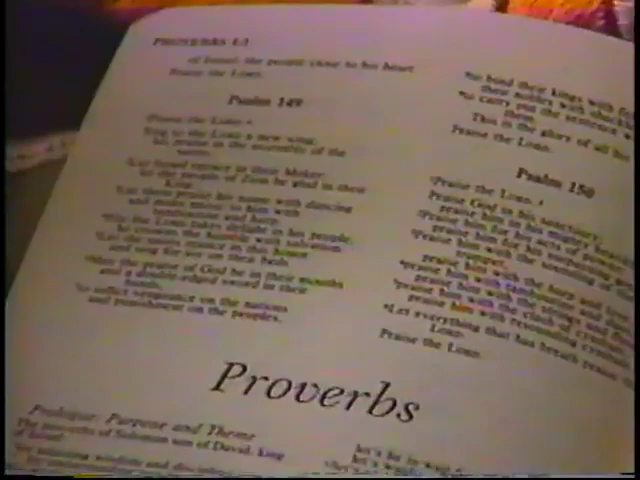 PROVERBS 1:1
of Israel, the people close to his heart.
Praise the LORD.
Psalm 149
Praise the LORD.
Sing to the LORD a new song,
his praise in the assembly of the
saints.
Let Israel rejoice in their Maker;
let the people of Zion be glad in their
King.
Let them praise his name with dancing
and make music to him with
tambourine and harp.
For the LORD takes delight in his people;
he crowns the humble with salvation.
Let the saints rejoice in this honor
and sing for joy on their beds.
May the praise of God be in their mouths
and a double-edged sword in their
hands,
to inflict vengeance on the nations
and punishment on the peoples,
to bind their kings with
their nobles with shackles
to carry out the sentence
them.
This is the glory of all his
Praise the LORD.
Psalm 150
Praise the LORD.
Praise God in his sanctuary;
praise him in his mighty heavens
Praise him for his acts of power;
praise him for his surpassing
Praise him with the sounding of the
trumpet,
praise him with the harp and
praise him with tambourine and
praise him with the strings and
praise him with the clash of cymbals,
praise him with resounding cymbals.
Let everything that has breath praise the
LORD.
Praise the LORD.
Proverbs
Prologue: Purpose and Theme
The proverbs of Solomon son of David, king
of Israel:
for attaining wisdom and discipline;